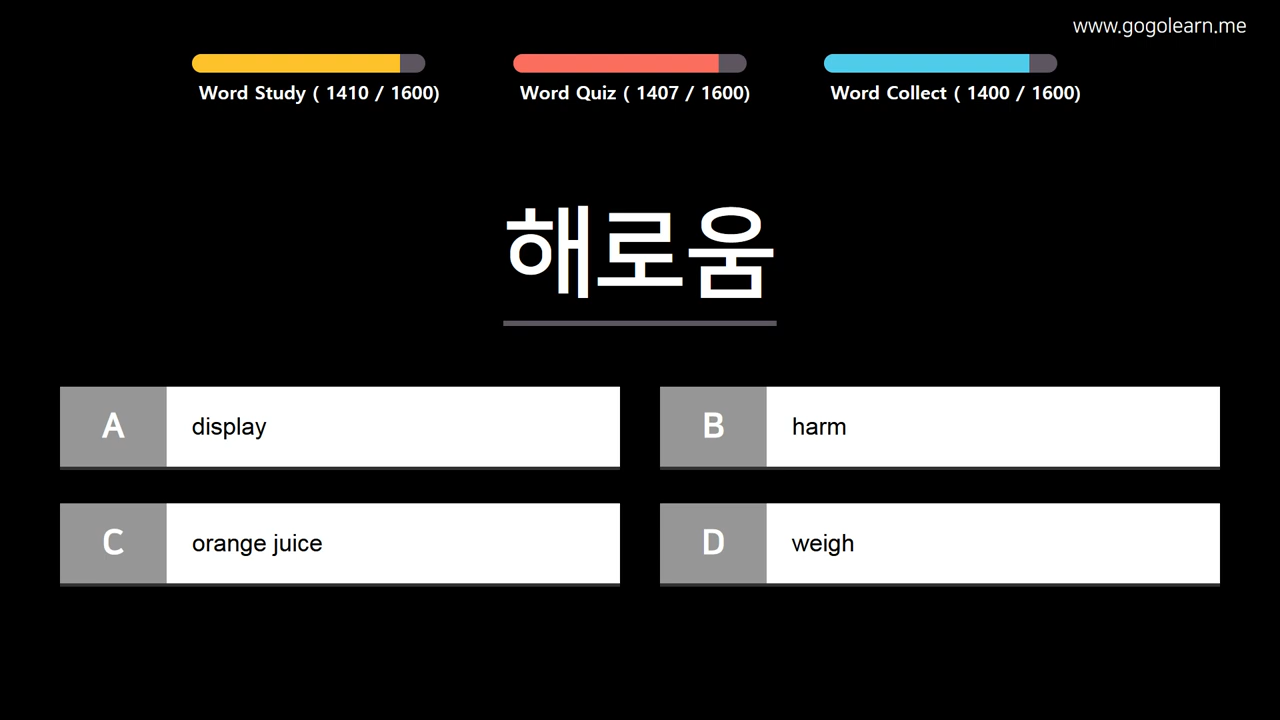 www.gogolearn.me
Word Study ( 1410 / 1600)
Word Quiz ( 1407 / 1600)
Word Collect ( 1400 / 1600)
해로움
A display
B harm
C orange juice
D weigh